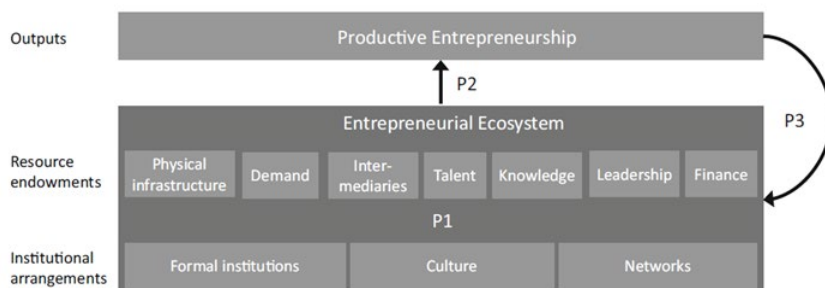 Outputs
Productive Entrepreneurship
P2
P3
Entrepreneurial Ecosystem
Resource
endowments
Physical
infrastructure
Demand
Inter-
mediaries
Talent
Knowledge
Leadership
Finance
P1
Institutional
arrangements
Formal institutions
Culture
Networks